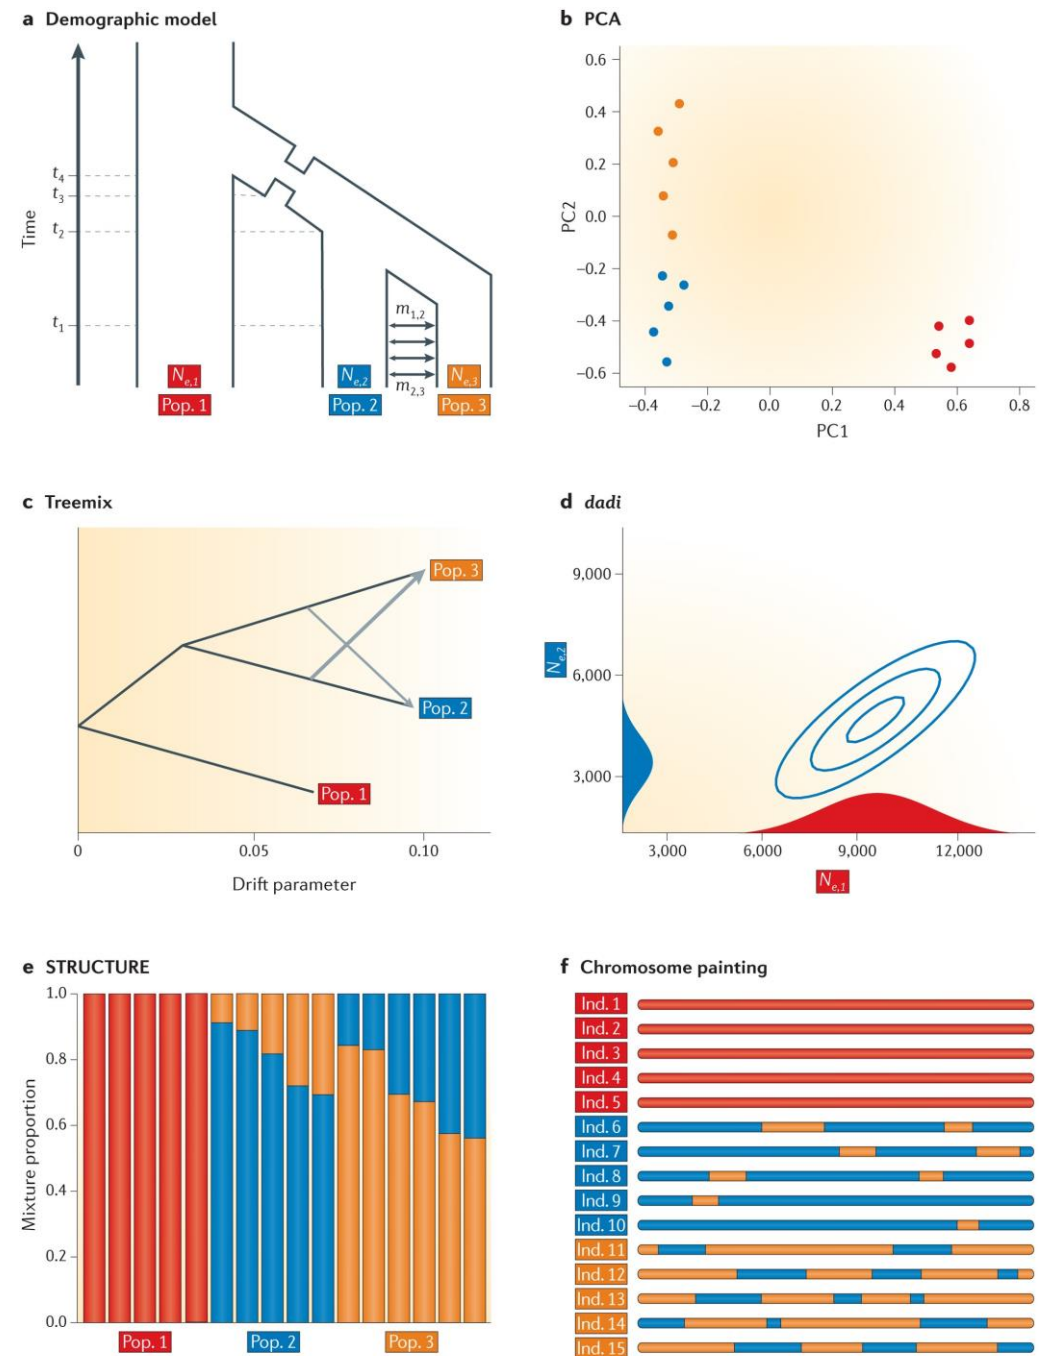 a Demographic model
Time
t4
t3
t2
t1
m1,2
m2,3
Ne,1
Ne,2
Ne,3
Pop. 1
Pop. 2
Pop. 3
b PCA
PC2
0.6
0.4
0.2
0.0
−0.2
−0.4
−0.6
−0.4
−0.2
0.0
0.2
0.4
0.6
0.8
PC1
c Treemix
Pop. 3
Pop. 2
Pop. 1
0
0.05
0.10
Drift parameter
d dadi
Ne,2
9,000
6,000
3,000
3,000
6,000
9,000
12,000
Ne,1
e STRUCTURE
Mixture proportion
1.0
0.8
0.6
0.4
0.2
0.0
Pop. 1
Pop. 2
Pop. 3
f Chromosome painting
Ind. 1
Ind. 2
Ind. 3
Ind. 4
Ind. 5
Ind. 6
Ind. 7
Ind. 8
Ind. 9
Ind. 10
Ind. 11
Ind. 12
Ind. 13
Ind. 14
Ind. 15